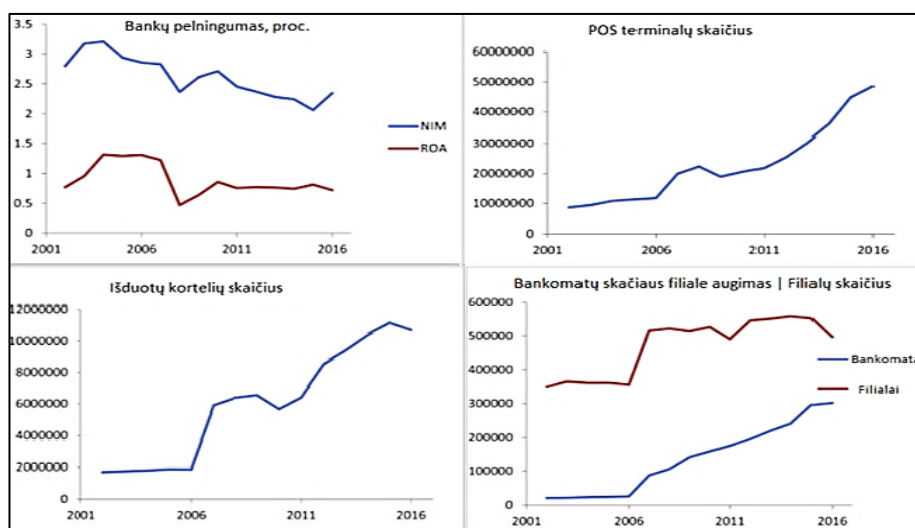 Bankų pelningumas, proc.
3.5
3
2.5
2
1.5
1
0.5
0
2001 2006 2011 2016
NIM
ROA
POS terminalų skaičius
60000000
50000000
40000000
30000000
20000000
10000000
0
2001 2006 2011 2016
Išduotų kortelių skaičius
12000000
10000000
8000000
6000000
4000000
2000000
0
2001 2006 2011 2016
Bankomatų skačiaus filiale augimas | Filialų skaičius
600000
500000
400000
300000
200000
100000
0
2001 2006 2011 2016
Bankomata
Filialai